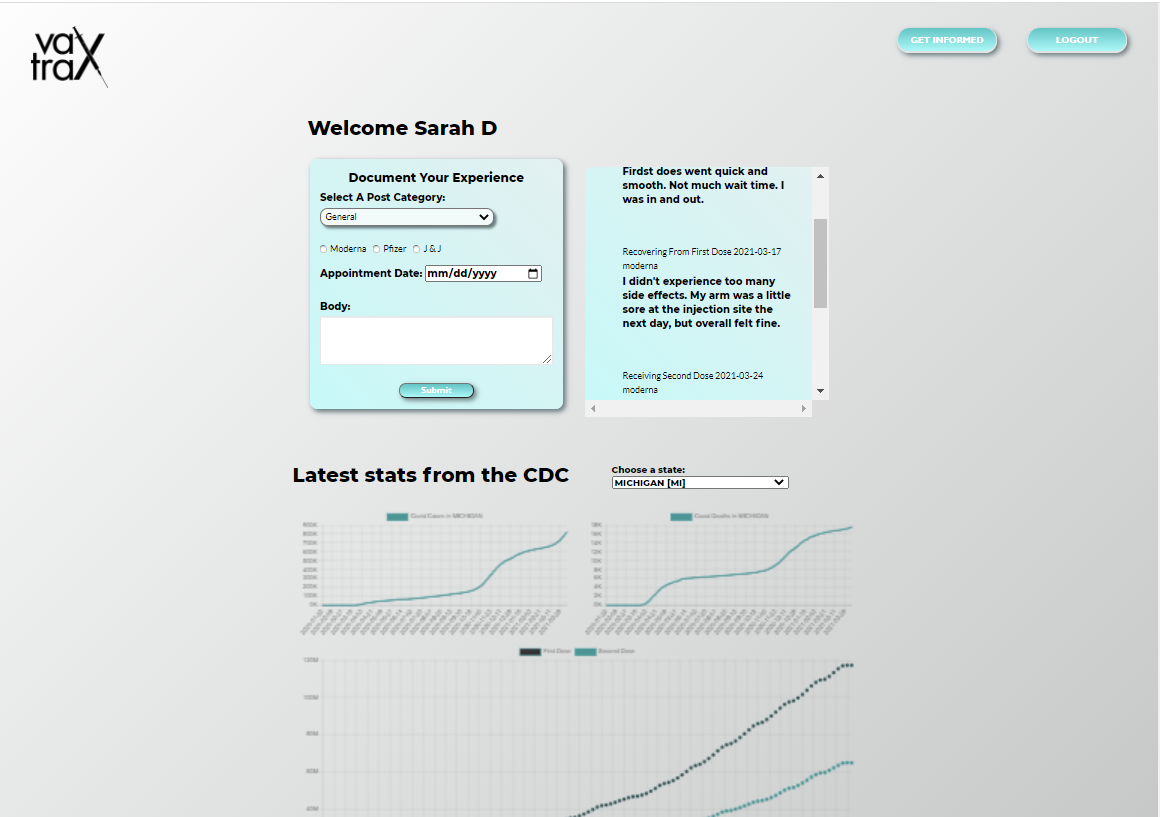 vax
trax
GET INFORMED
LOGOUT
Welcome Sarah D
Document Your Experience
Select A Post Category:
General
Moderna Pfizer J & J
Appointment Date: mm/dd/yyyy
Body:
Submit
Firdst does went quick and
smooth. Not much wait time. I
was in and out.
Recovering From First Dose 2021-03-17
moderna
I didn't experience too many
side effects. My arm was a little
sore at the injection site the
next day, but overall felt fine.
Receiving Second Dose 2021-03-24
moderna
Latest stats from the CDC
Choose a state:
MICHIGAN [MI]
Covid Cases in MICHIGAN
900K
800K
700K
600K
500K
400K
300K
200K
100K
0K
Covid Deaths in MICHIGAN
18K
16K
14K
12K
10K
8K
6K
4K
2K
0K
First Dose Second Dose
120M
100M
80M
60M
40M